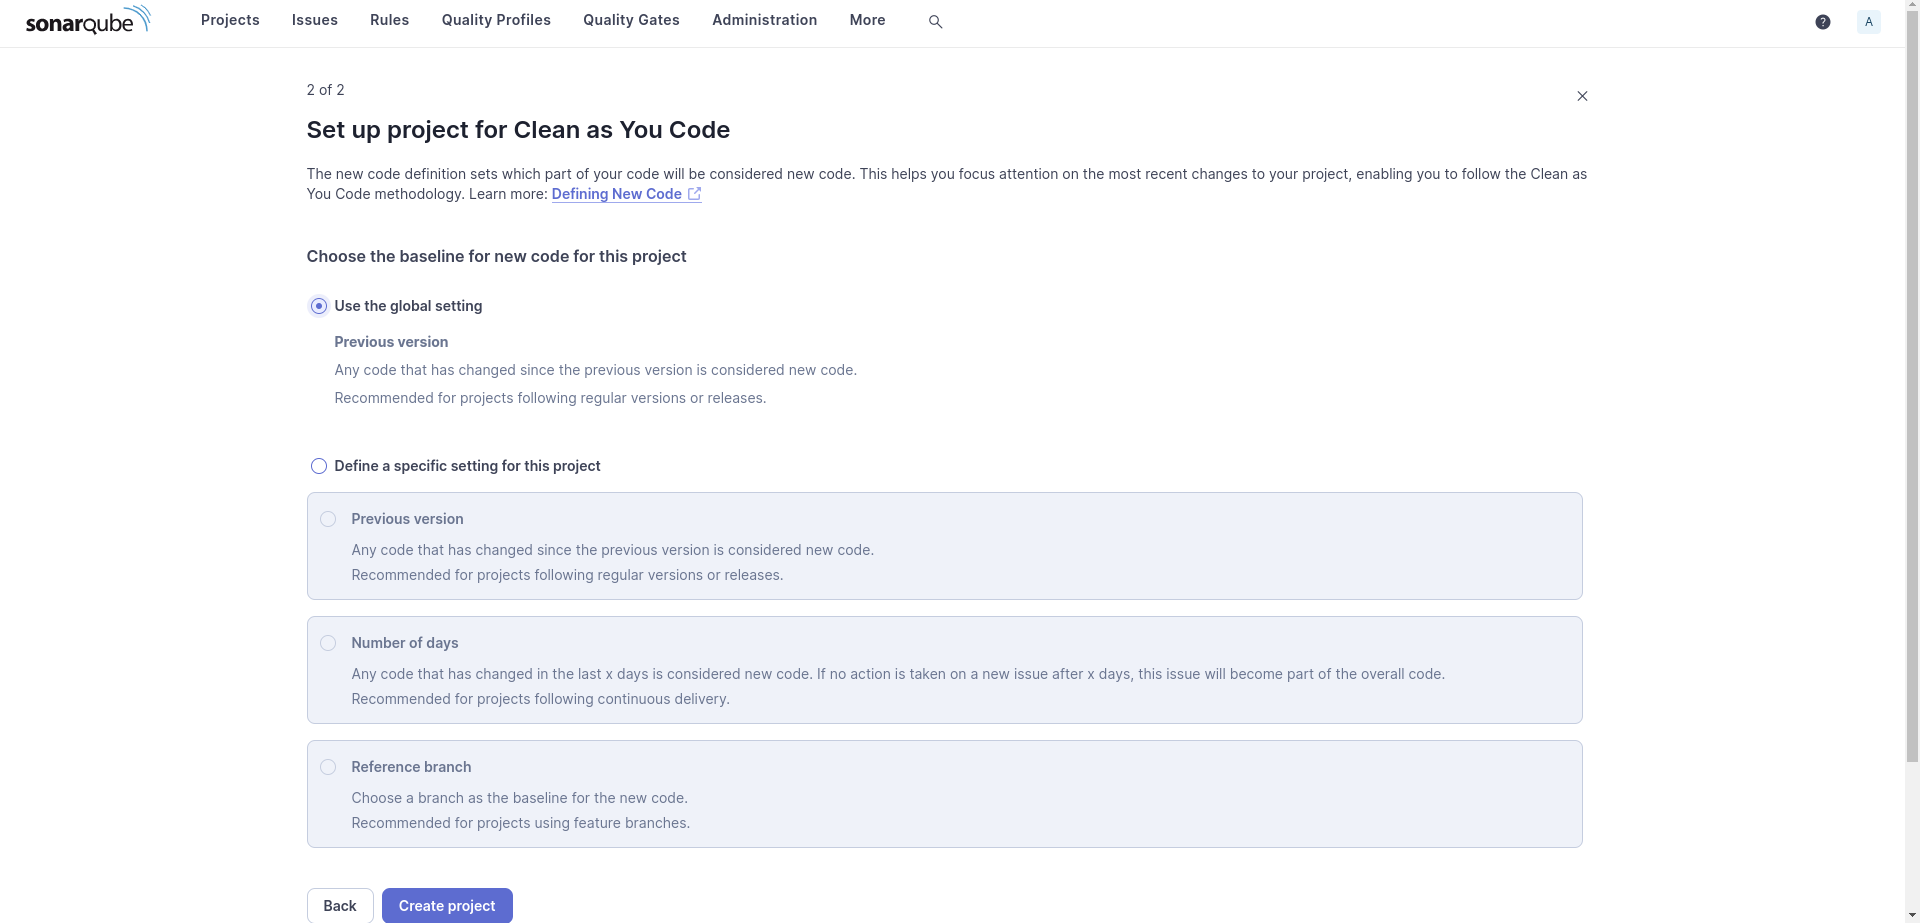 sonarqube
Projects
Issues
Rules
Quality Profiles
Quality Gates
Administration
More
?
A
2 of 2
Set up project for Clean as You Code
The new code definition sets which part of your code will be considered new code. This helps you focus attention on the most recent changes to your project, enabling you to follow the Clean as
You Code methodology. Learn more: Defining New Code
Choose the baseline for new code for this project
Use the global setting
Previous version
Any code that has changed since the previous version is considered new code.
Recommended for projects following regular versions or releases.
Define a specific setting for this project
Previous version
Any code that has changed since the previous version is considered new code.
Recommended for projects following regular versions or releases.
Number of days
Any code that has changed in the last x days is considered new code. If no action is taken on a new issue after x days, this issue will become part of the overall code.
Recommended for projects following continuous delivery.
Reference branch
Choose a branch as the baseline for the new code.
Recommended for projects using feature branches.
Back
Create project